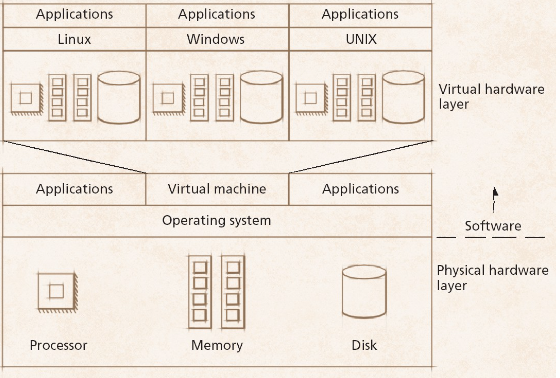 Applications Applications Applications
Linux Windows UNIX
Virtual hardware
layer
Applications Virtual machine Applications
Operating system
Software
Physical hardware
layer
Processor Memory Disk